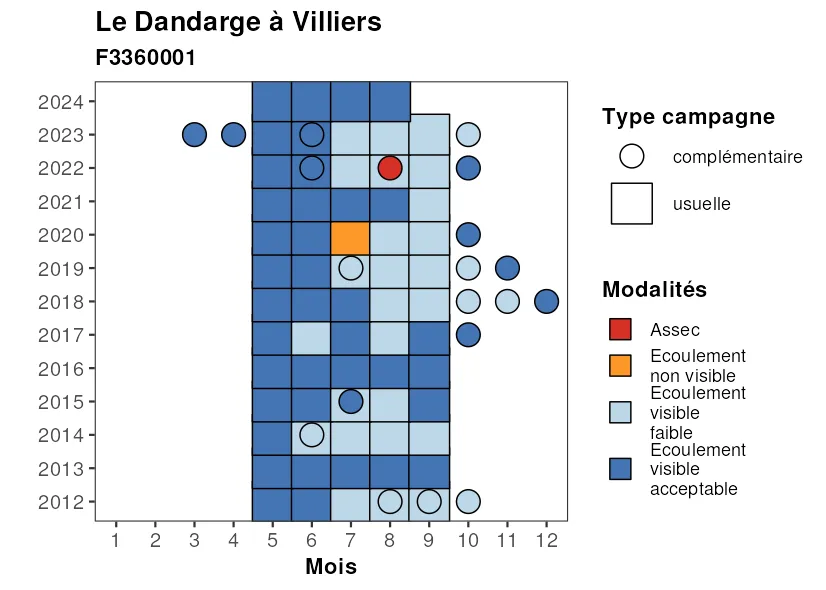 Le Dandarge à Villiers
F3360001
2024
2023
2022
2021
2020
2019
2018
2017
2016
2015
2014
2013
2012
1 2 3 4 5 6 7 8 9 10 11 12
Mois
Type campagne
complémentaire
usuelle
Modalités
Assec
Ecoulement
non visible
Ecoulement
visible
faible
Ecoulement
visible
acceptable